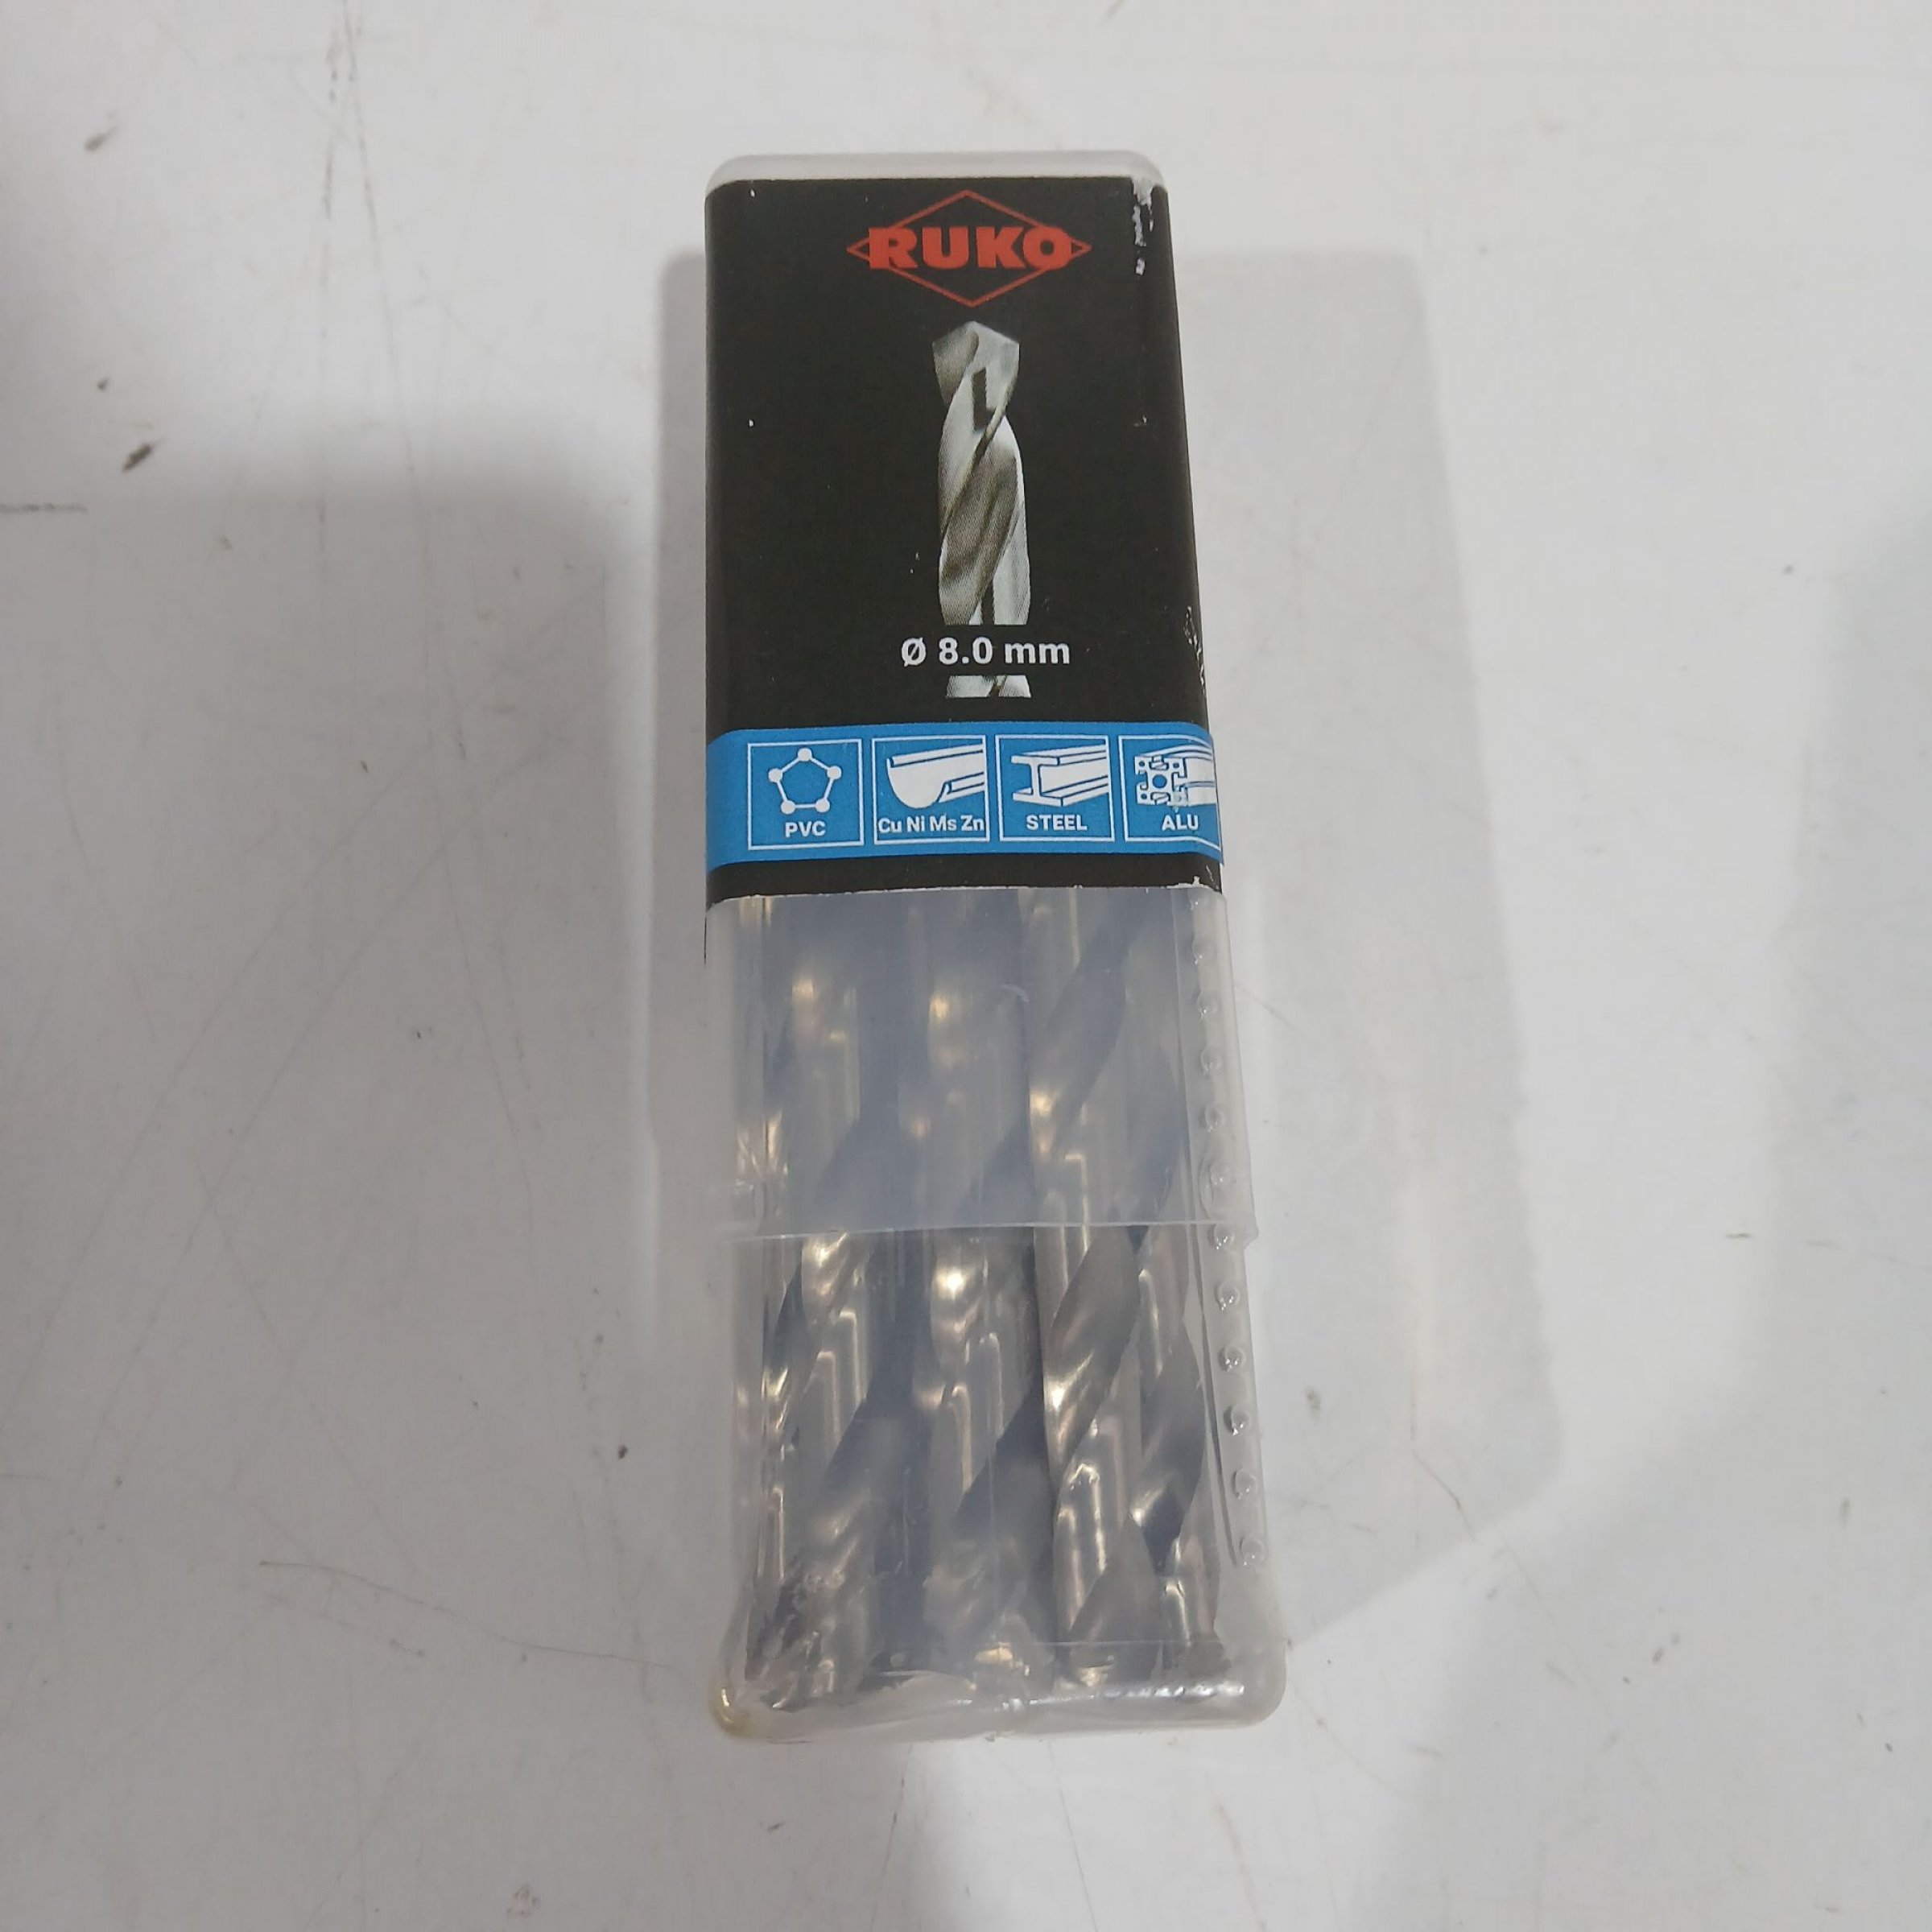 RUKO
Ø 8.0 mm
PVC
Cu Ni Ms Zn
STEEL
ALU